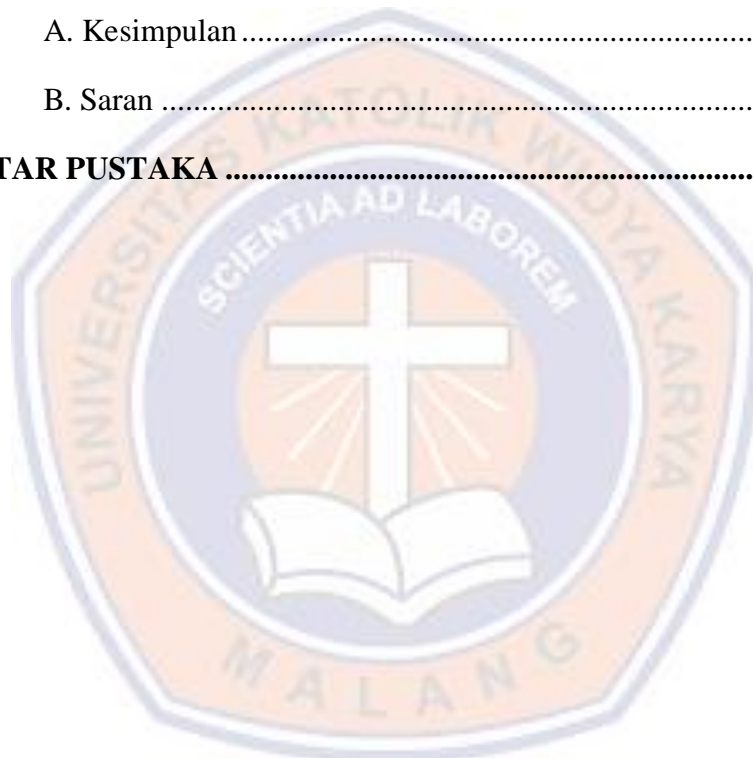 A. Kesimpulan ....................................................................
B. Saran ..............................................................................
TAR PUSTAKA ....................................................................
UNIVERSITAS KATOLIK WIDYA KARYA
SCIENTIA AD LABOREM
MALANG